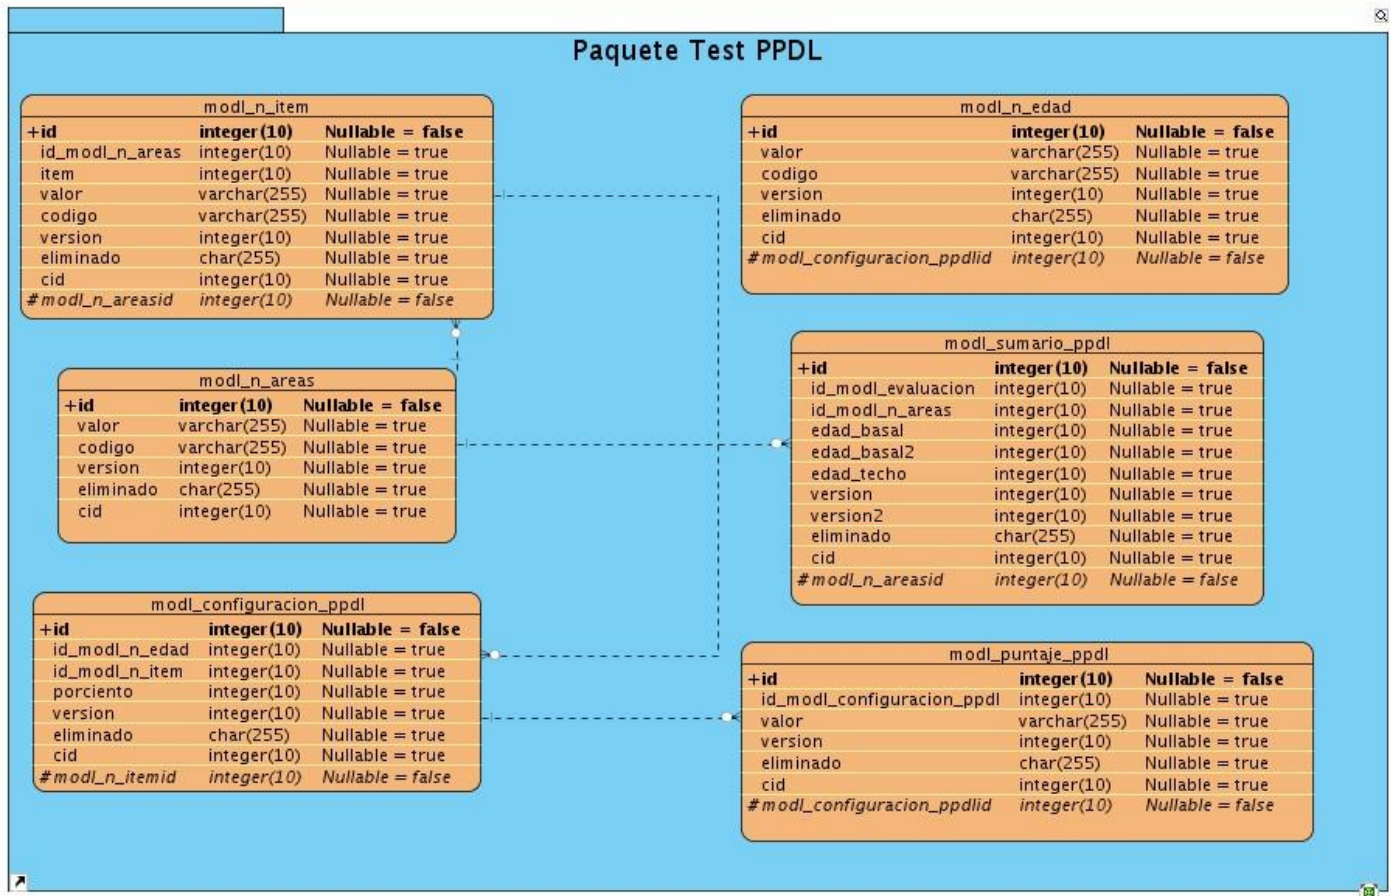 Paquete Test PPDL
modl_n_item
+id integer(10) Nullable = false
id_modl_n_areas integer(10) Nullable = true
item integer(10) Nullable = true
valor varchar(255) Nullable = true
codigo varchar(255) Nullable = true
version integer(10) Nullable = true
eliminado char(255) Nullable = true
cid integer(10) Nullable = true
#modl_n_areasid integer(10) Nullable = false
modl_n_edad
+id integer(10) Nullable = false
valor varchar(255) Nullable = true
codigo varchar(255) Nullable = true
version integer(10) Nullable = true
eliminado char(255) Nullable = true
cid integer(10) Nullable = true
#modl_configuracion_ppdlid integer(10) Nullable = false
modl_n_areas
+id integer(10) Nullable = false
valor varchar(255) Nullable = true
codigo varchar(255) Nullable = true
version integer(10) Nullable = true
eliminado char(255) Nullable = true
cid integer(10) Nullable = true
modl_sumario_ppdl
+id integer(10) Nullable = false
id_modl_evaluacion integer(10) Nullable = true
id_modl_n_areas integer(10) Nullable = true
edad_basal integer(10) Nullable = true
edad_basal2 integer(10) Nullable = true
edad_techo integer(10) Nullable = true
version integer(10) Nullable = true
version2 integer(10) Nullable = true
eliminado char(255) Nullable = true
cid integer(10) Nullable = true
#modl_n_areasid integer(10) Nullable = false
modl_configuracion_ppdl
+id integer(10) Nullable = false
id_modl_n_edad integer(10) Nullable = true
id_modl_n_item integer(10) Nullable = true
porciento integer(10) Nullable = true
version integer(10) Nullable = true
eliminado char(255) Nullable = true
cid integer(10) Nullable = true
#modl_n_itemid integer(10) Nullable = false
modl_puntaje_ppdl
+id integer(10) Nullable = false
id_modl_configuracion_ppdl integer(10) Nullable = true
valor varchar(255) Nullable = true
version integer(10) Nullable = true
eliminado char(255) Nullable = true
cid integer(10) Nullable = true
#modl_configuracion_ppdlid integer(10) Nullable = false